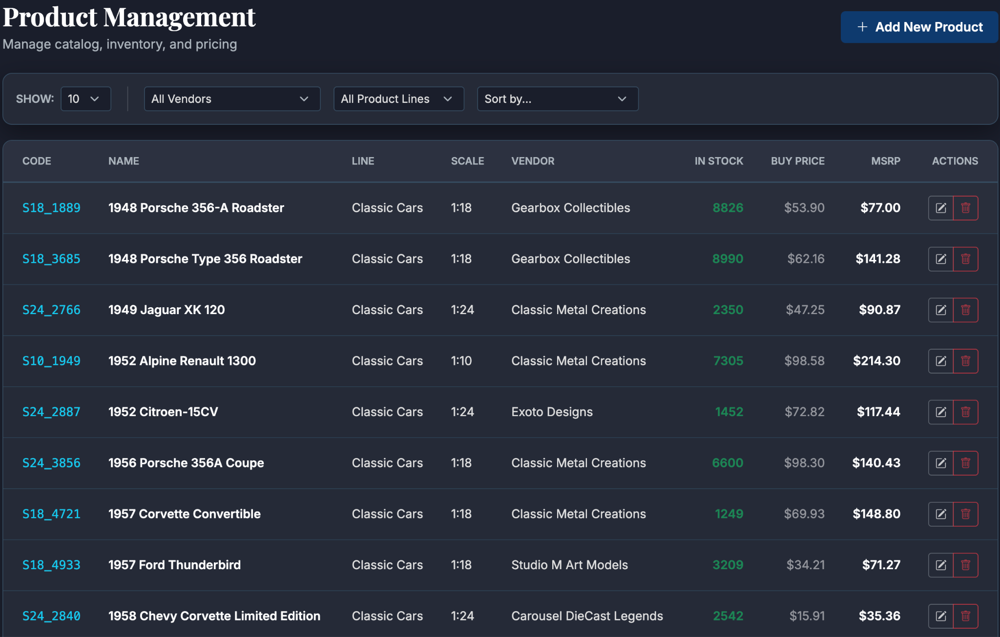 Product Management
Manage catalog, inventory, and pricing
+ Add New Product
SHOW: 10 All Vendors All Product Lines Sort by...
CODE NAME LINE SCALE VENDOR IN STOCK BUY PRICE MSRP ACTIONS
S18_1889 1948 Porsche 356-A Roadster Classic Cars 1:18 Gearbox Collectibles 8826 $53.90 $77.00
S18_3685 1948 Porsche Type 356 Roadster Classic Cars 1:18 Gearbox Collectibles 8990 $62.16 $141.28
S24_2766 1949 Jaguar XK 120 Classic Cars 1:24 Classic Metal Creations 2350 $47.25 $90.87
S10_1949 1952 Alpine Renault 1300 Classic Cars 1:10 Classic Metal Creations 7305 $98.58 $214.30
S24_2887 1952 Citroen-15CV Classic Cars 1:24 Exoto Designs 1452 $72.82 $117.44
S24_3856 1956 Porsche 356A Coupe Classic Cars 1:18 Classic Metal Creations 6600 $98.30 $140.43
S18_4721 1957 Corvette Convertible Classic Cars 1:18 Classic Metal Creations 1249 $69.93 $148.80
S18_4933 1957 Ford Thunderbird Classic Cars 1:18 Studio M Art Models 3209 $34.21 $71.27
S24_2840 1958 Chevy Corvette Limited Edition Classic Cars 1:24 Carousel DieCast Legends 2542 $15.91 $35.36